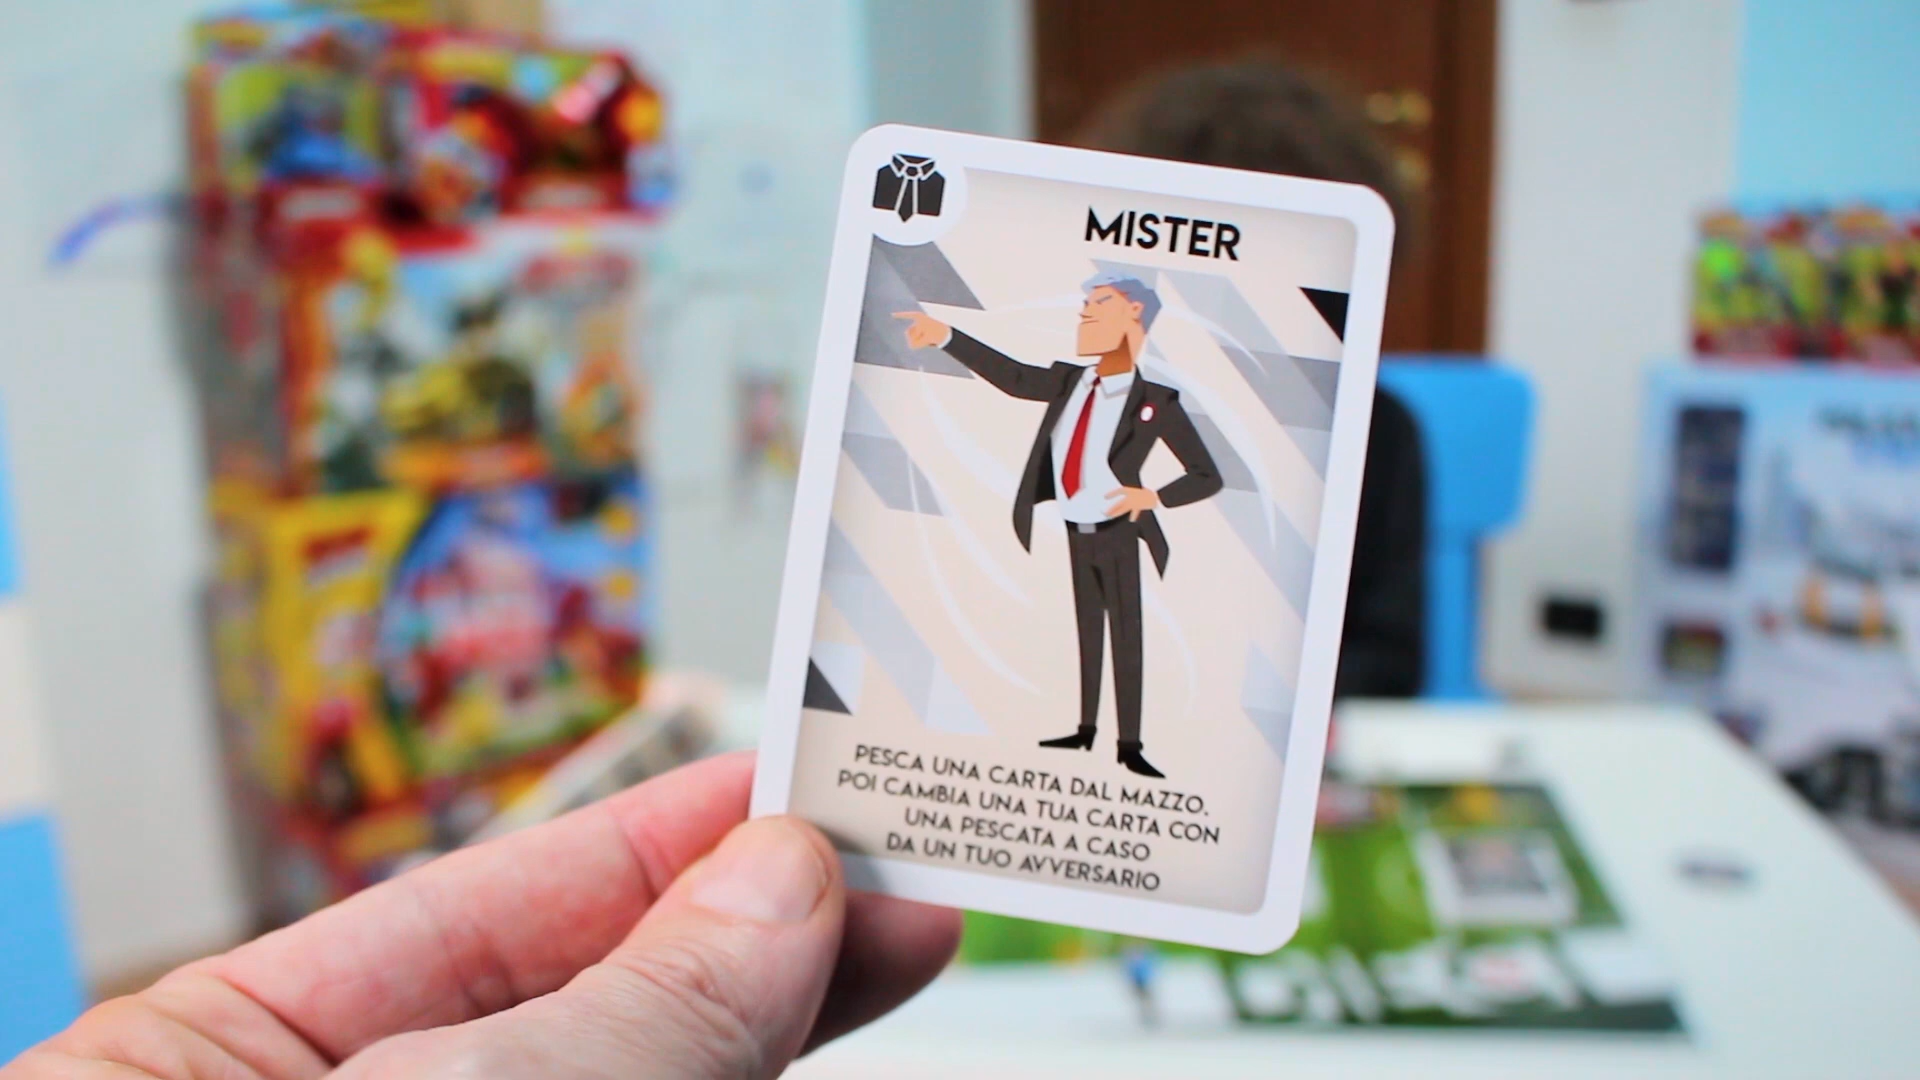 MISTER
PESCA UNA CARTA DAL MAZZO.
POI CAMBIA UNA TUA CARTA CON
UNA PESCATA A CASO
DA UN TUO AVVERSARIO